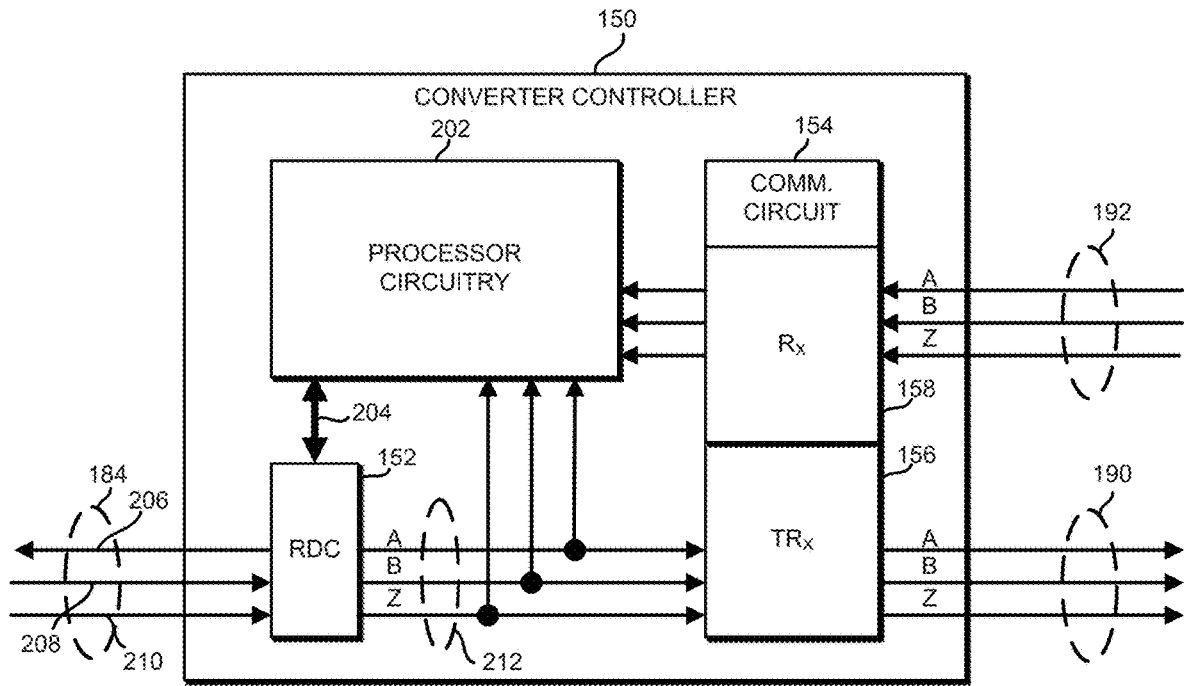 150
CONVERTER CONTROLLER
202
154
COMM.
CIRCUIT
192
PROCESSOR
CIRCUITRY
A
B
Z
RX
158
204
152
156
184
206
190
RDC
A
B
Z
TRX
A
B
Z
208
210
212